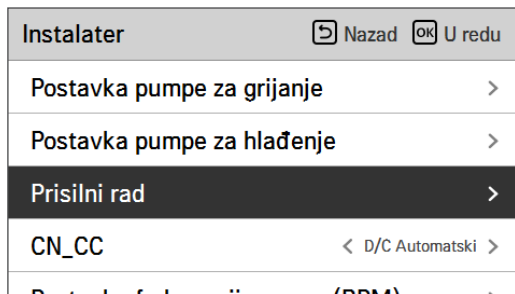 Instalater Nazad OK U redu
Postavka pumpe za grijanje
Postavka pumpe za hlađenje
Prisilni rad
CN_CC < D/C Automatski >